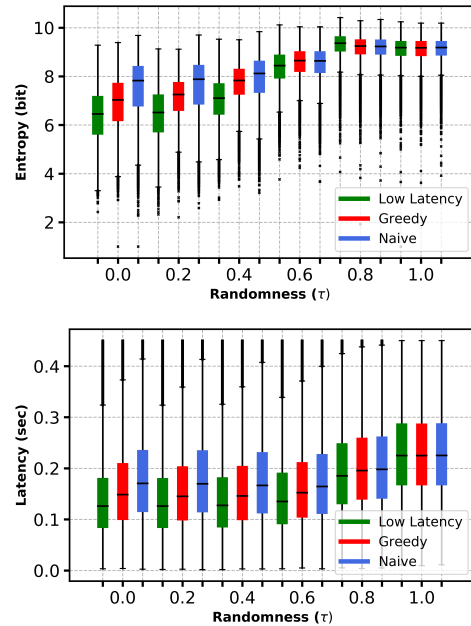 10
8
6
4
2
Entropy (bit)
Low Latency
Greedy
Naive
0.0 0.2 0.4 0.6 0.8 1.0
Randomness (τ)
0.4
0.3
0.2
0.1
0.0
Latency (sec)
Low Latency
Greedy
Naive
0.0 0.2 0.4 0.6 0.8 1.0
Randomness (τ)